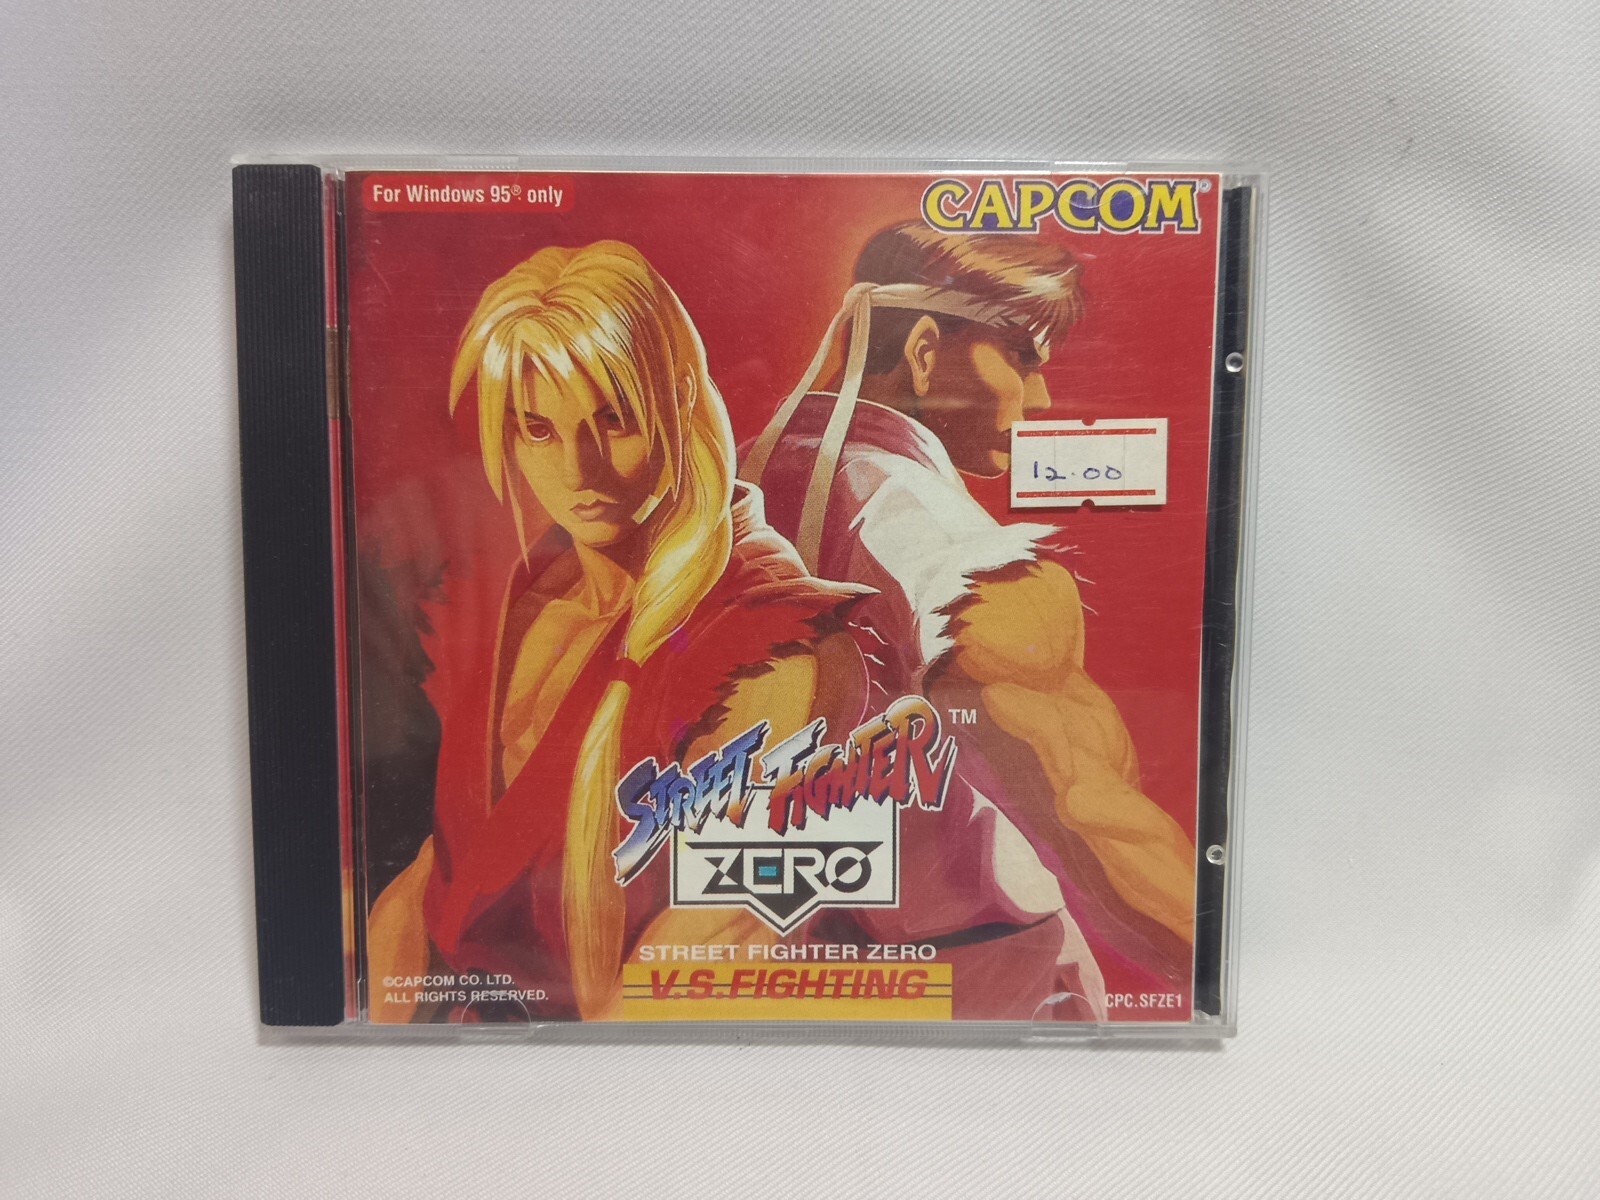 For Windows 95® only
CAPCOM®
12.00
STREET FIGHTER™
ZERO
STREET FIGHTER ZERO
V.S.FIGHTING
©CAPCOM CO. LTD.
ALL RIGHTS RESERVED.
CPC.SFZE1